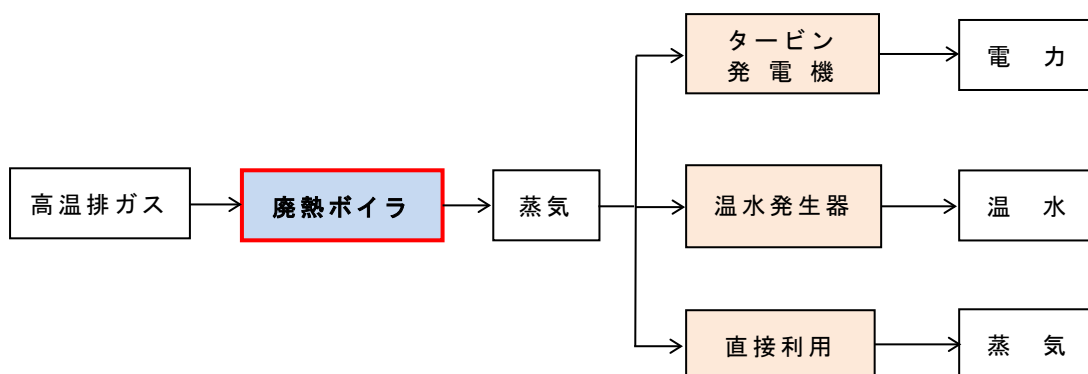 タービン
発電機
電力
高温排ガス
廃熱ボイラ
蒸気
温水発生器
温水
直接利用
蒸気